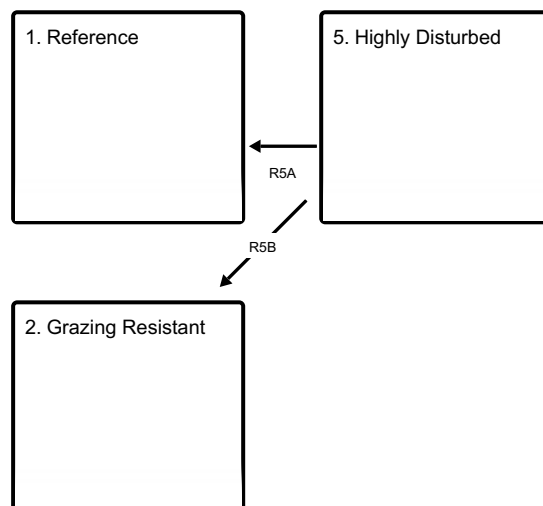 1. Reference
5. Highly Disturbed
R5A
R5B
2. Grazing Resistant